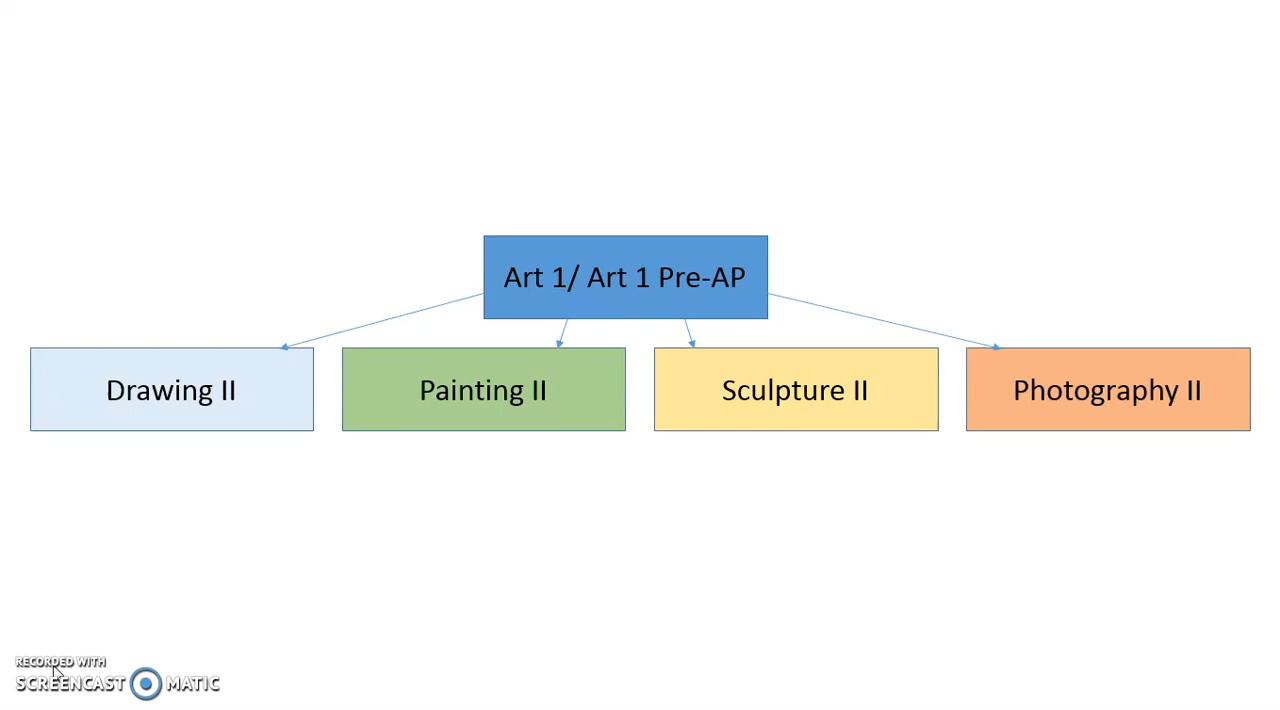 Art 1/ Art 1 Pre-AP
Drawing II
Painting II
Sculpture II
Photography II
RECORDED WITH
SCREENCAST MATIC